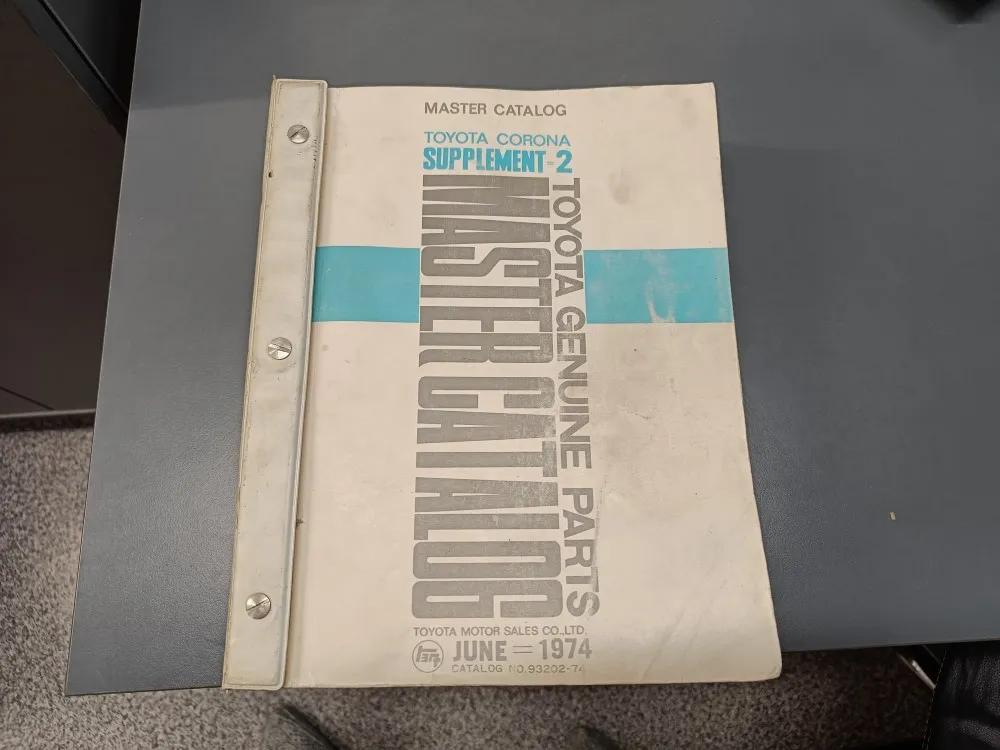 MASTER CATALOG
TOYOTA CORONA
SUPPLEMENT-2
MASTER CATALOG
TOYOTA GENUINE PARTS
TOYOTA MOTOR SALES CO.,LTD.
JUNE = 1974
CATALOG NO.93202-74